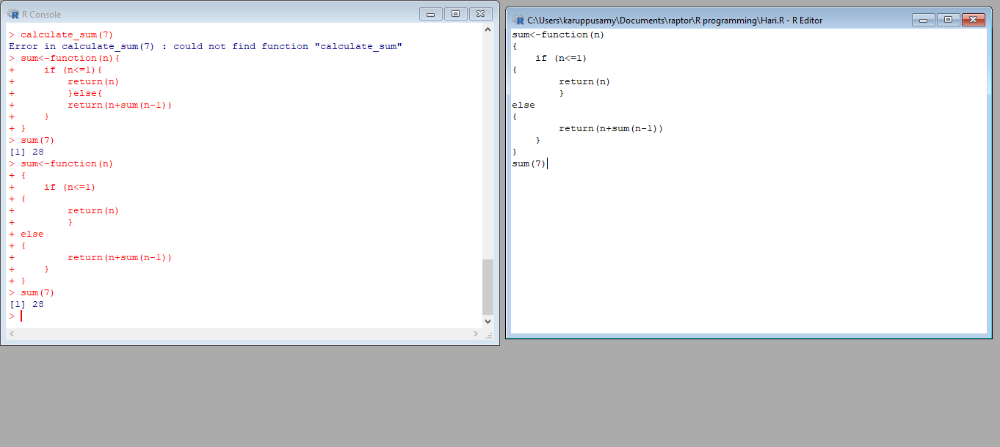 R Console
> calculate_sum(7)
Error in calculate_sum(7) : could not find function "calculate_sum"
> sum<-function(n){
+     if (n<=1){
+         return(n)
+         }else{
+         return(n+sum(n-1))
+     }
+ }
> sum(7)
[1] 28
> sum<-function(n)
+ {
+     if (n<=1)
+ {
+         return(n)
+         }
+ else
+ {
+         return(n+sum(n-1))
+     }
+ }
> sum(7)
[1] 28
>
C:\Users\karuppusamy\Documents\raptor\R programming\Hari.R - R Editor
sum<-function(n)
{
    if (n<=1)
{
        return(n)
        }
else
{
        return(n+sum(n-1))
    }
}
sum(7)